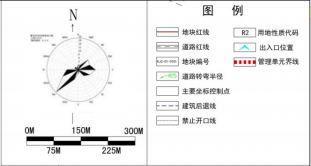 N
0M 150M 300M
75M 225M
图 例
地块红线
R2 用地性质代码
道路红线
出入口位置
地块编号
管理单元界线
道路转弯半径
主要坐标控制点
建筑后退线
禁止开口线